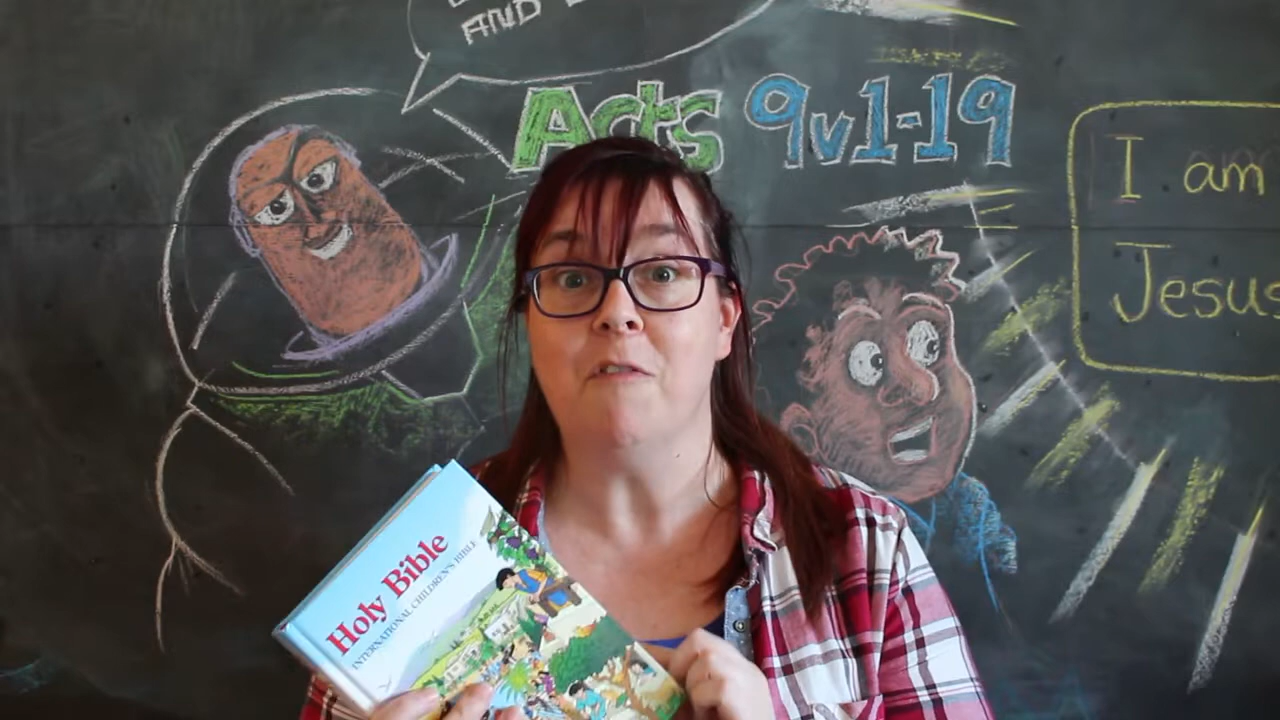 AND
Acts 9v1-19
I am
Jesus
Holy Bible
INTERNATIONAL CHILDREN'S BIBLE